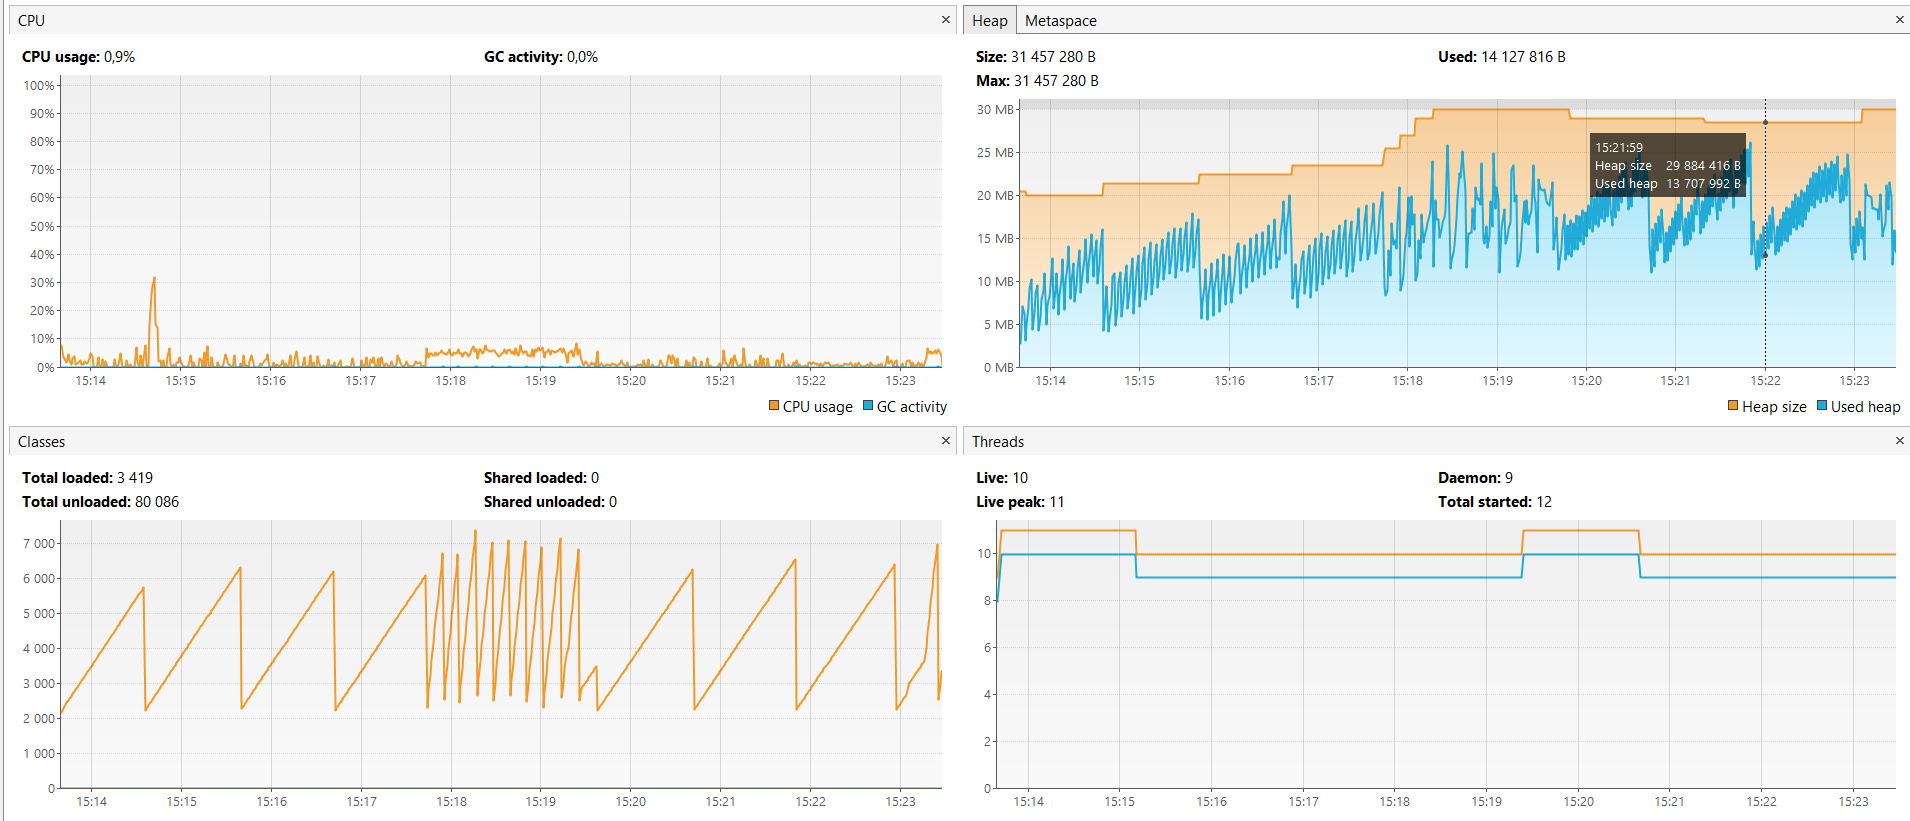 CPU ×
CPU usage: 0,9% GC activity: 0,0%
100%
90%
80%
70%
60%
50%
40%
30%
20%
10%
0%
15:14 15:15 15:16 15:17 15:18 15:19 15:20 15:21 15:22 15:23
CPU usage GC activity
Heap Metaspace ×
Size: 31 457 280 B Used: 14 127 816 B
Max: 31 457 280 B
30 MB
25 MB
20 MB
15 MB
10 MB
5 MB
0 MB
15:21:59
Heap size 29 884 416 B
Used heap 13 707 992 B
15:14 15:15 15:16 15:17 15:18 15:19 15:20 15:21 15:22 15:23
Heap size Used heap
Classes ×
Total loaded: 3 419 Shared loaded: 0
Total unloaded: 80 086 Shared unloaded: 0
7 000
6 000
5 000
4 000
3 000
2 000
1 000
0
15:14 15:15 15:16 15:17 15:18 15:19 15:20 15:21 15:22 15:23
Threads ×
Live: 10 Daemon: 9
Live peak: 11 Total started: 12
10
8
6
4
2
0
15:14 15:15 15:16 15:17 15:18 15:19 15:20 15:21 15:22 15:23